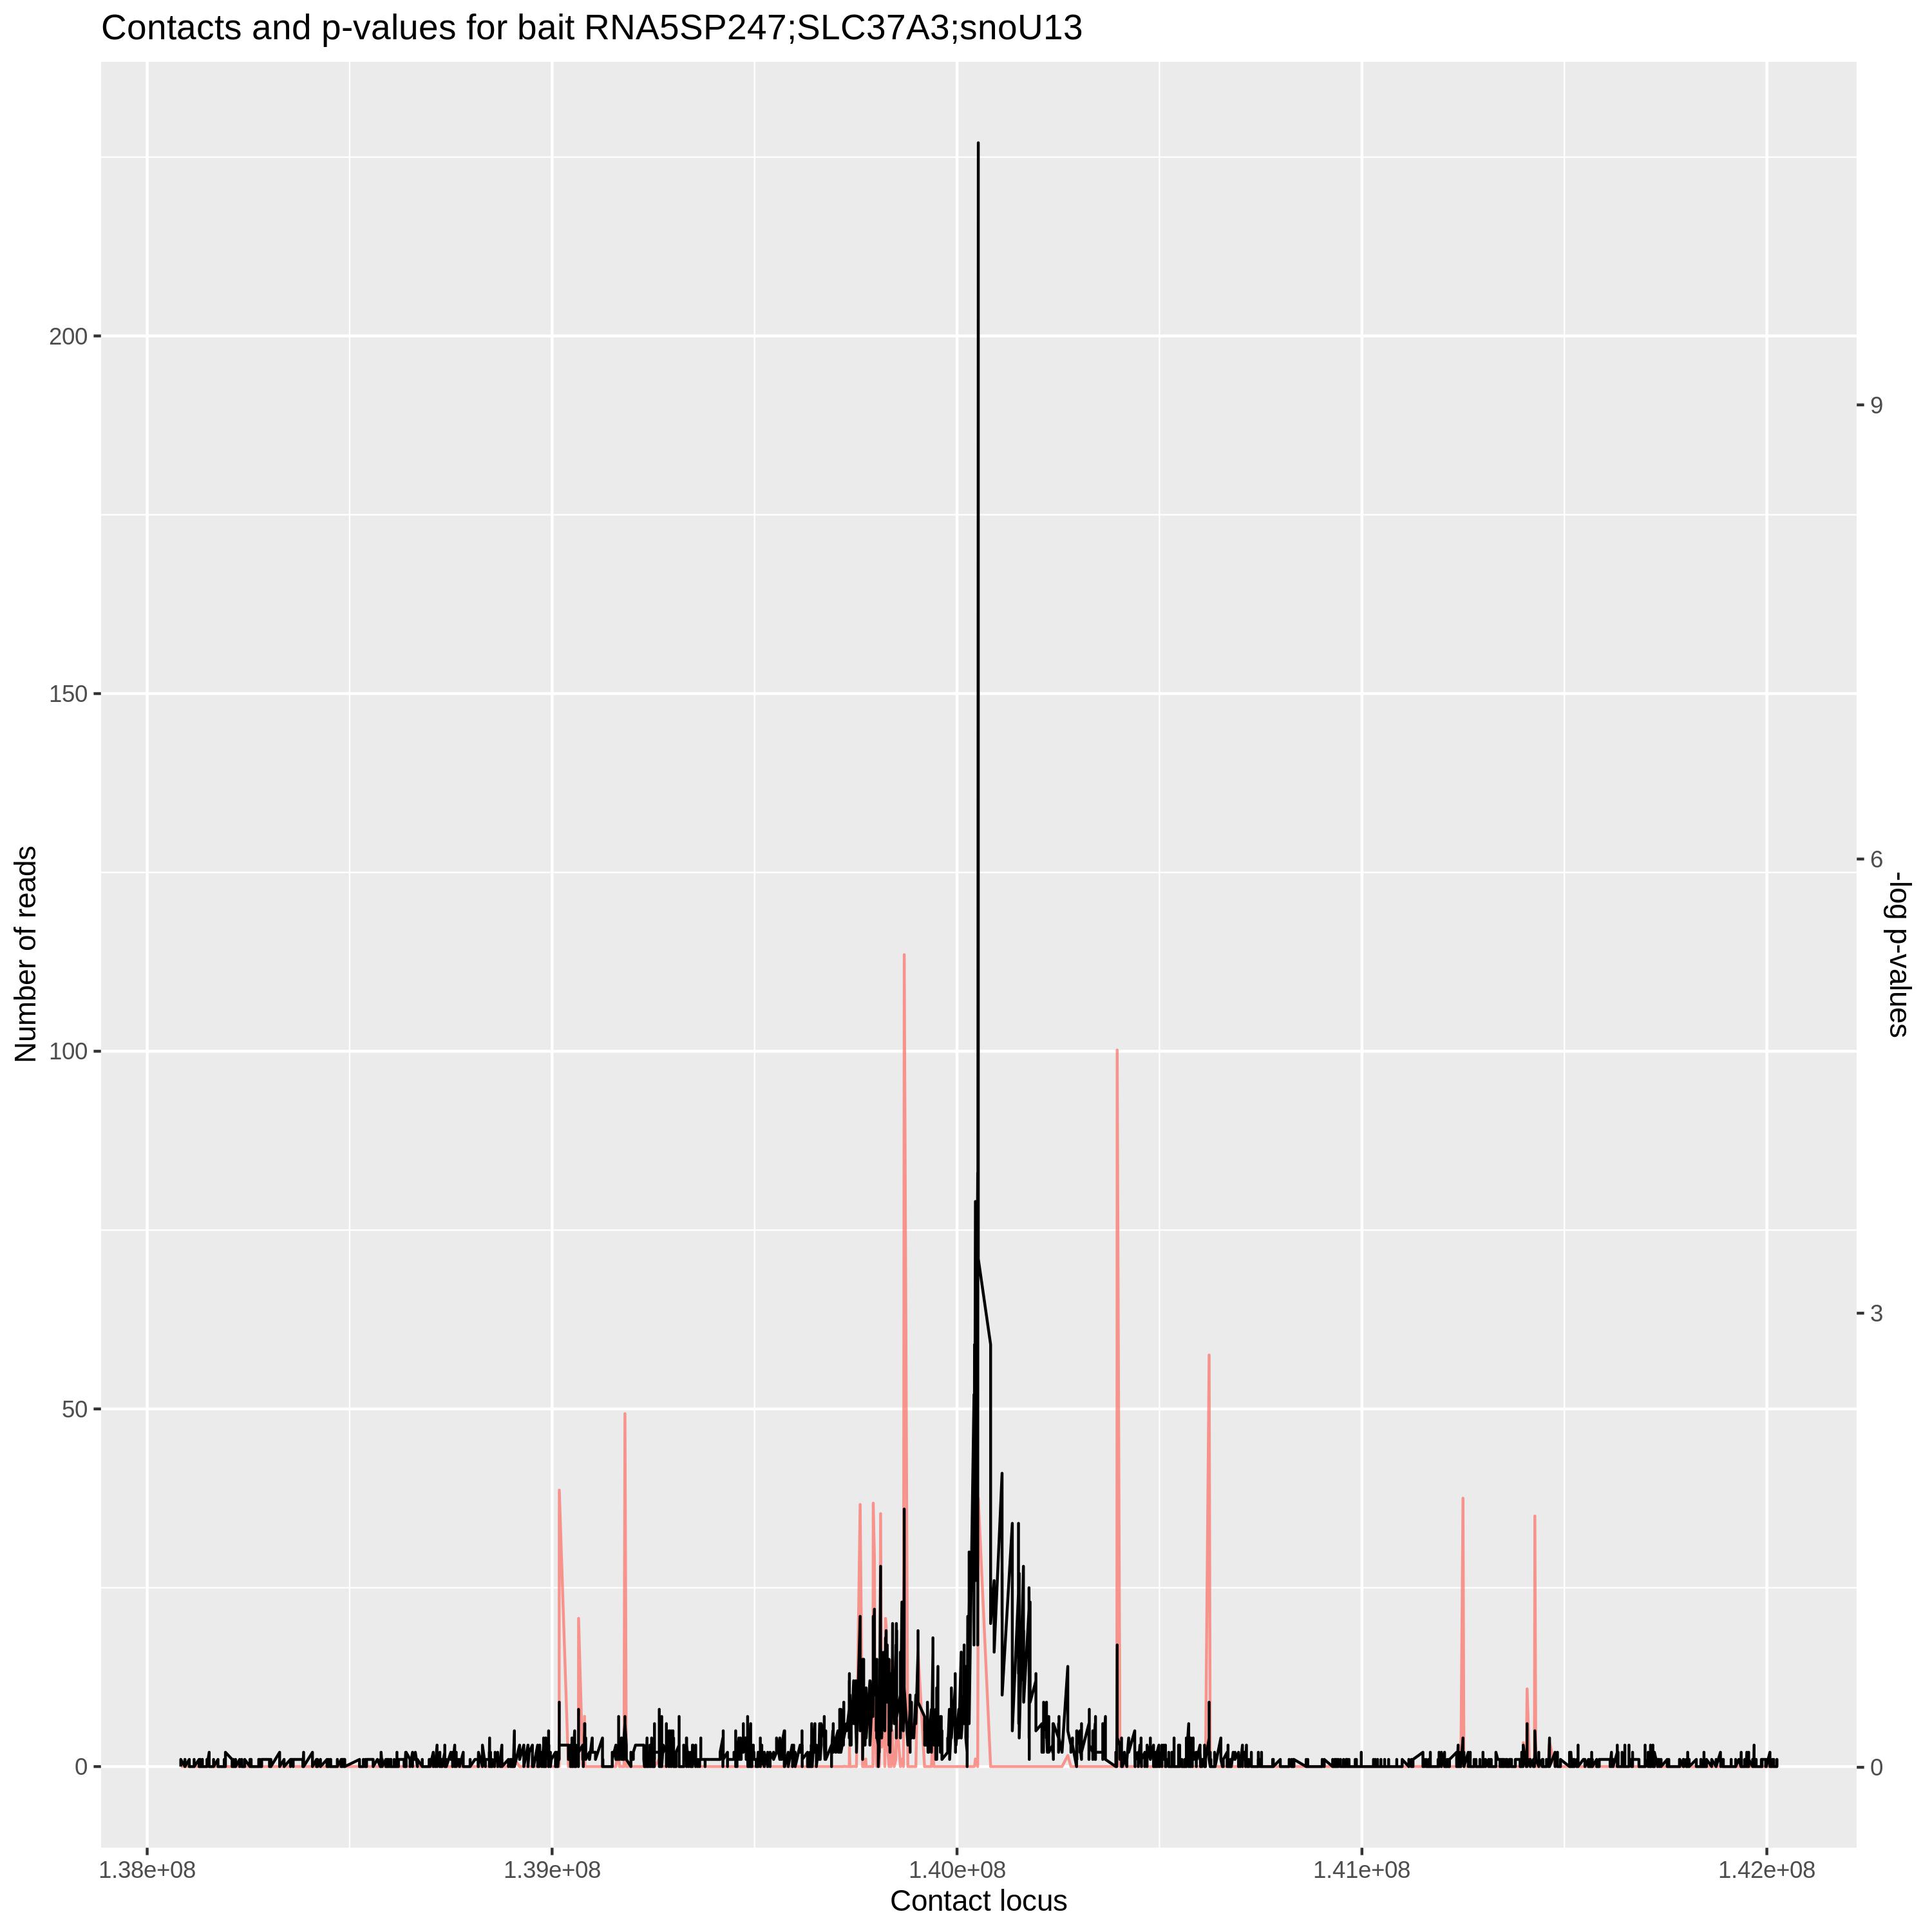 Contacts and p-values for bait RNA5SP247;SLC37A3;snoU13
200
150
100
50
0
Number of reads
9
6
3
0
-log p-values
1.38e+08
1.39e+08
1.40e+08
1.41e+08
1.42e+08
Contact locus